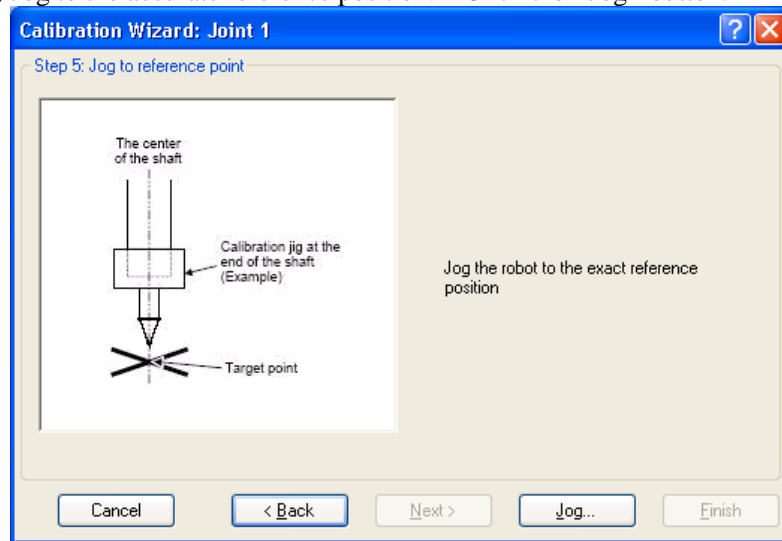 Calibration Wizard: Joint 1
Step 5: Jog to reference point
The center
of the shaft
Calibration jig at the
end of the shaft
(Example)
Target point
Jog the robot to the exact reference
position
Cancel
< Back
Next >
Jog...
Finish